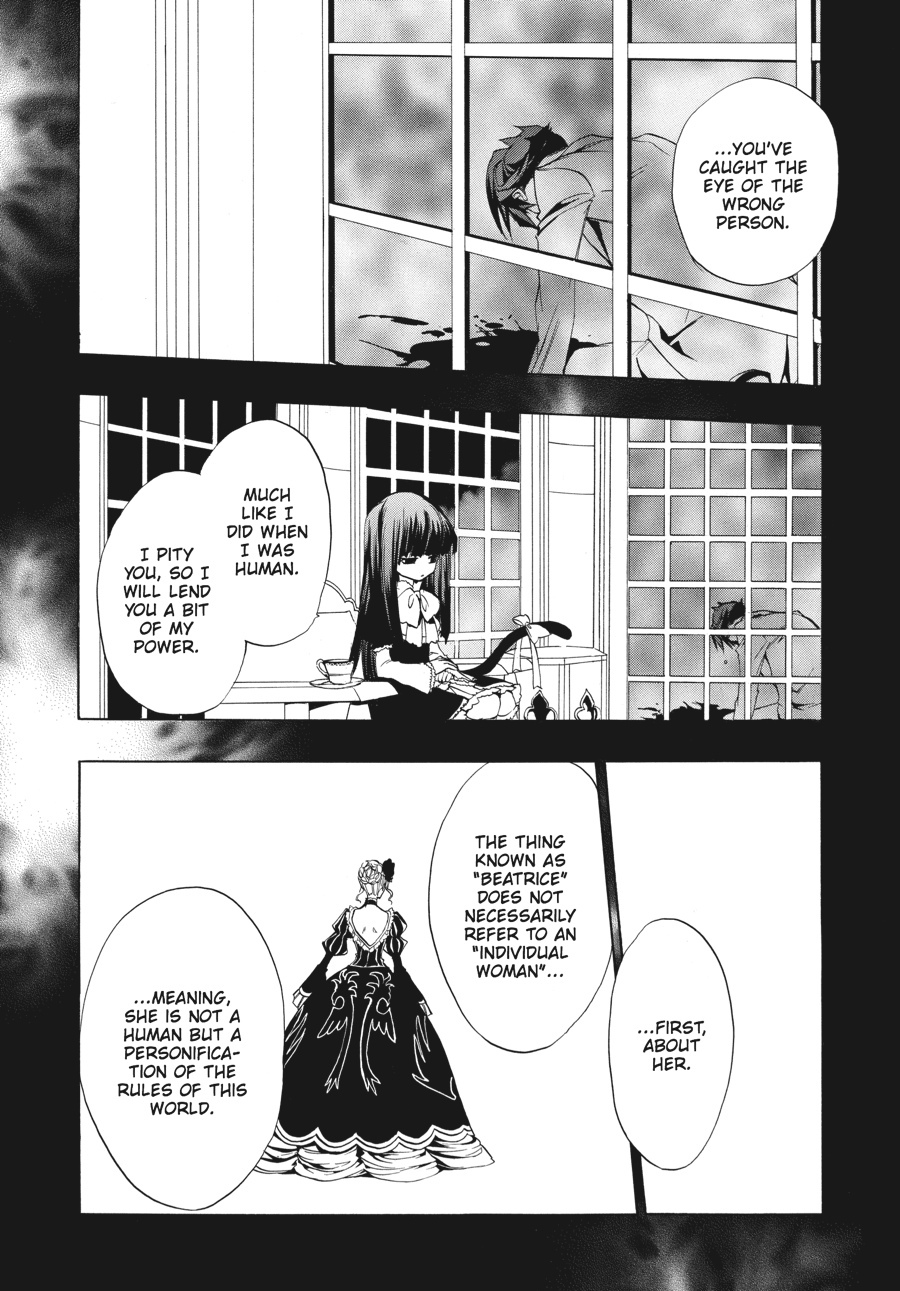 ...YOU'VE
CAUGHT THE
EYE OF THE
WRONG
PERSON.
MUCH
LIKE I
DID WHEN
I WAS
HUMAN.
I PITY
YOU, SO I
WILL LEND
YOU A BIT
OF MY
POWER.
...FIRST,
ABOUT
HER.
THE THING
KNOWN AS
"BEATRICE"
DOES NOT
NECESSARILY
REFER TO AN
"INDIVIDUAL
WOMAN"...
...MEANING,
SHE IS NOT A
HUMAN BUT A
PERSONIFICA-
TION OF THE
RULES OF THIS
WORLD.